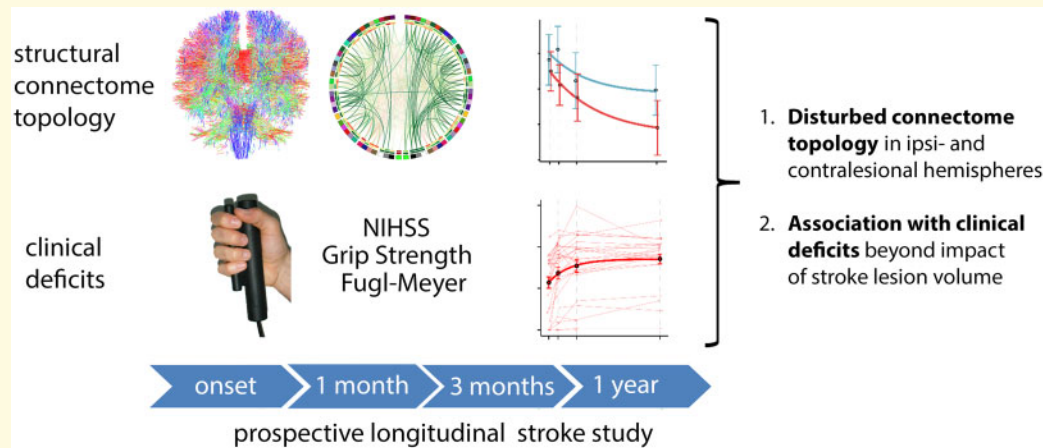 structural
connectome
topology
clinical
deficits
NIHSS
Grip Strength
Fugl-Meyer
1. Disturbed connectome
topology in ipsi- and
contralesional hemispheres
2. Association with clinical
deficits beyond impact
of stroke lesion volume
onset
1 month
3 months
1 year
prospective longitudinal stroke study